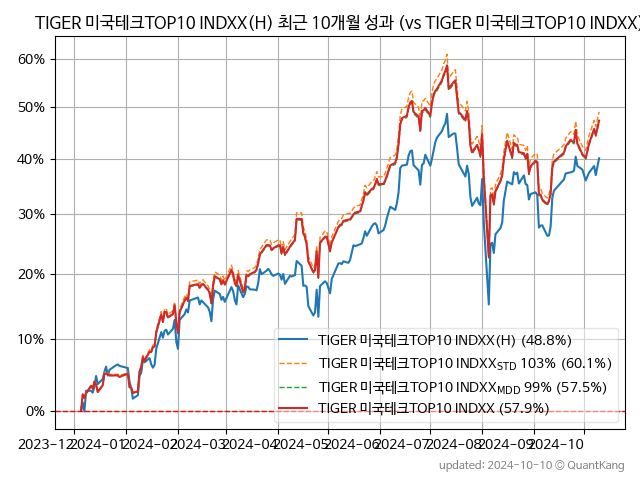 TIGER 미국테크TOP10 INDXX(H) 최근 10개월 성과 (vs TIGER 미국테크TOP10 INDXX)
60%
50%
40%
30%
20%
10%
0%
TIGER 미국테크TOP10 INDXX(H) (48.8%)
TIGER 미국테크TOP10 INDXX_STD 103% (60.1%)
TIGER 미국테크TOP10 INDXX_MDD 99% (57.5%)
TIGER 미국테크TOP10 INDXX (57.9%)
2023-12 2024-01 2024-02 2024-03 2024-04 2024-05 2024-06 2024-07 2024-08 2024-09 2024-10
updated: 2024-10-10 © QuantKang